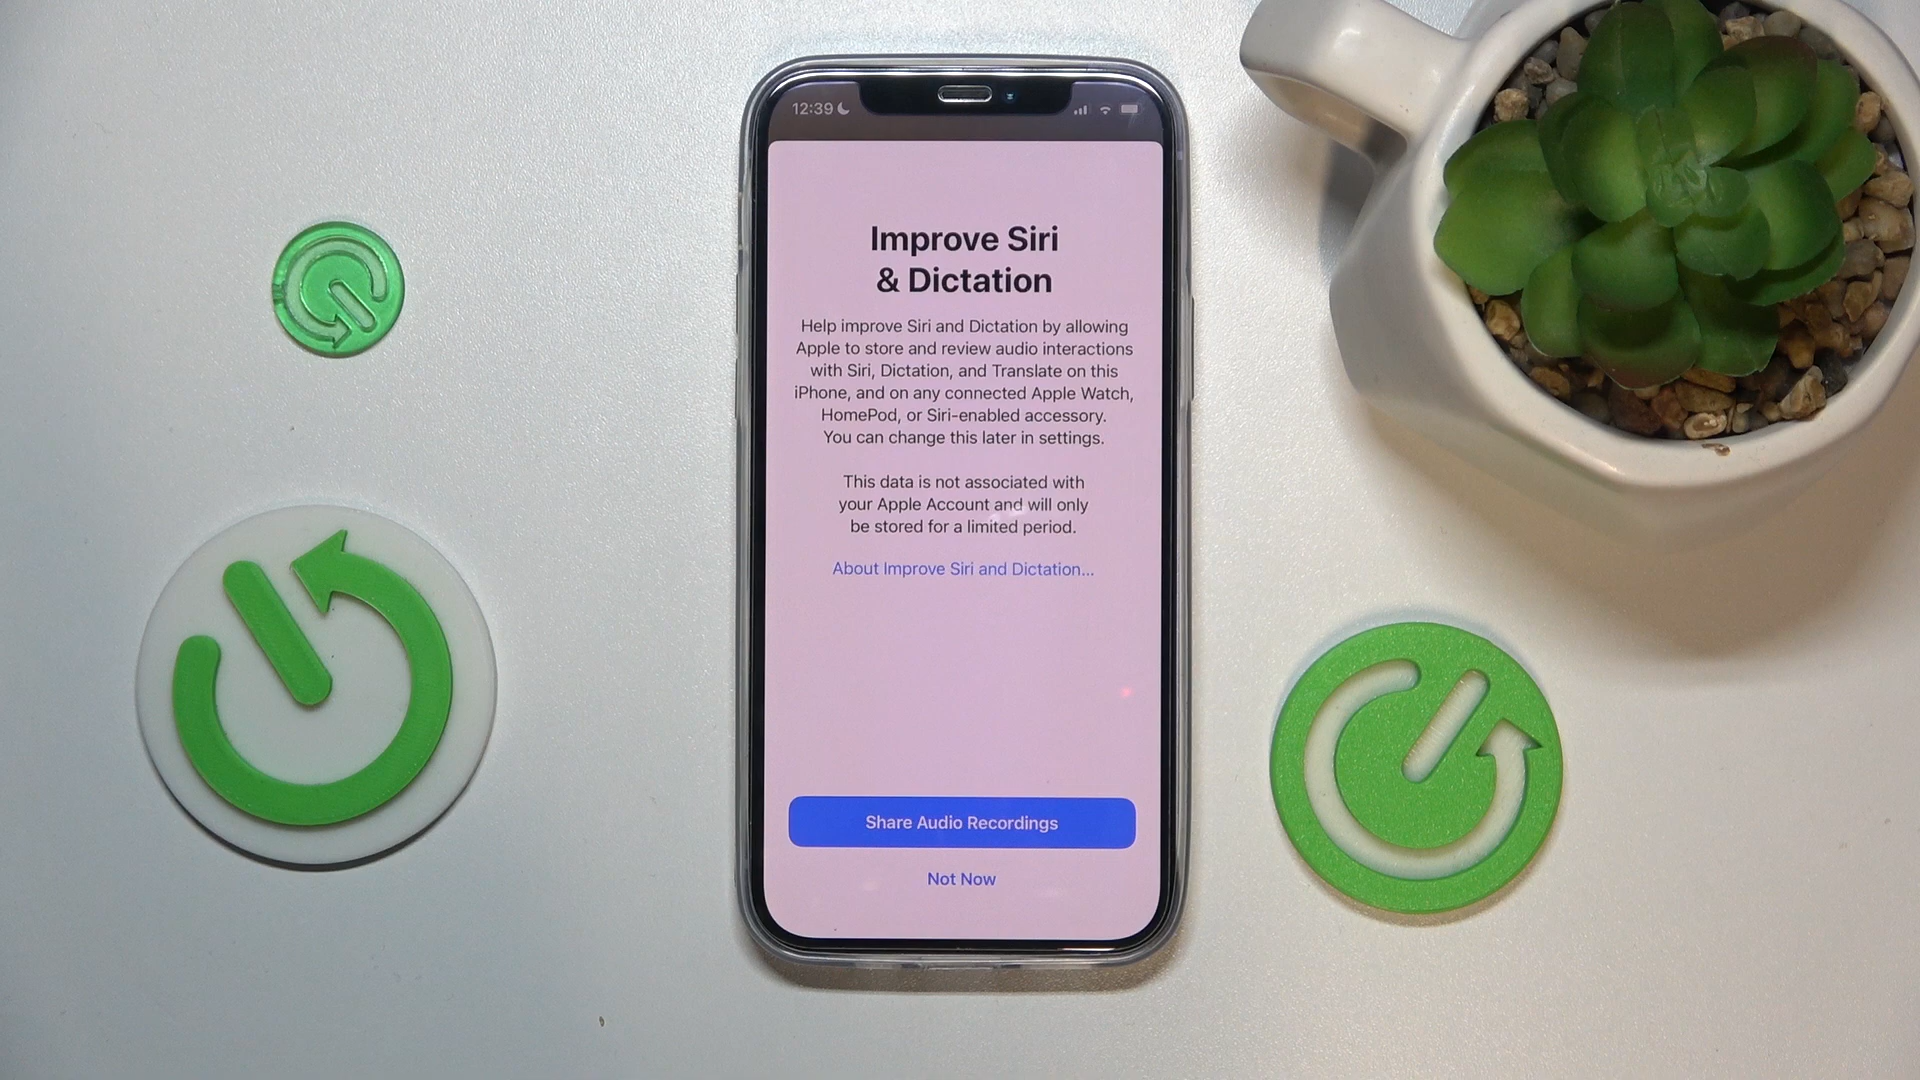 12:39
Improve Siri
& Dictation
Help improve Siri and Dictation by allowing
Apple to store and review audio interactions
with Siri, Dictation, and Translate on this
iPhone, and on any connected Apple Watch,
HomePod, or Siri-enabled accessory.
You can change this later in settings.
This data is not associated with
your Apple Account and will only
be stored for a limited period.
About Improve Siri and Dictation...
Share Audio Recordings
Not Now